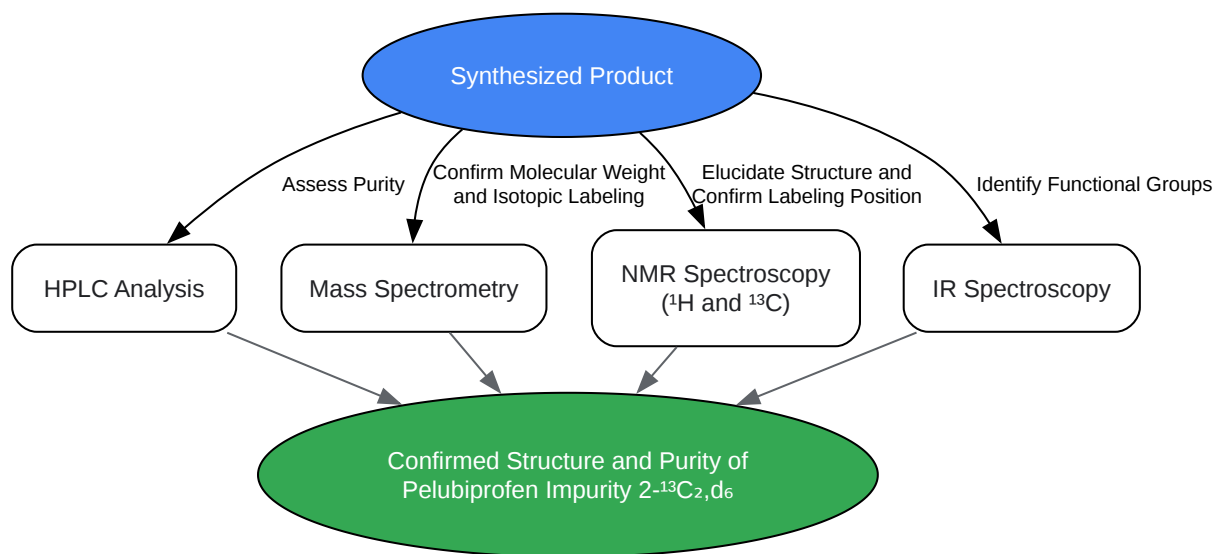 Synthesized Product
Assess Purity
Confirm Molecular Weight
and Isotopic Labeling
Elucidate Structure and
Confirm Labeling Position
Identify Functional Groups
HPLC Analysis
Mass Spectrometry
NMR Spectroscopy
(¹H and ¹³C)
IR Spectroscopy
Confirmed Structure and Purity of
Pelubiprofen Impurity 2-¹³C₂,d₆